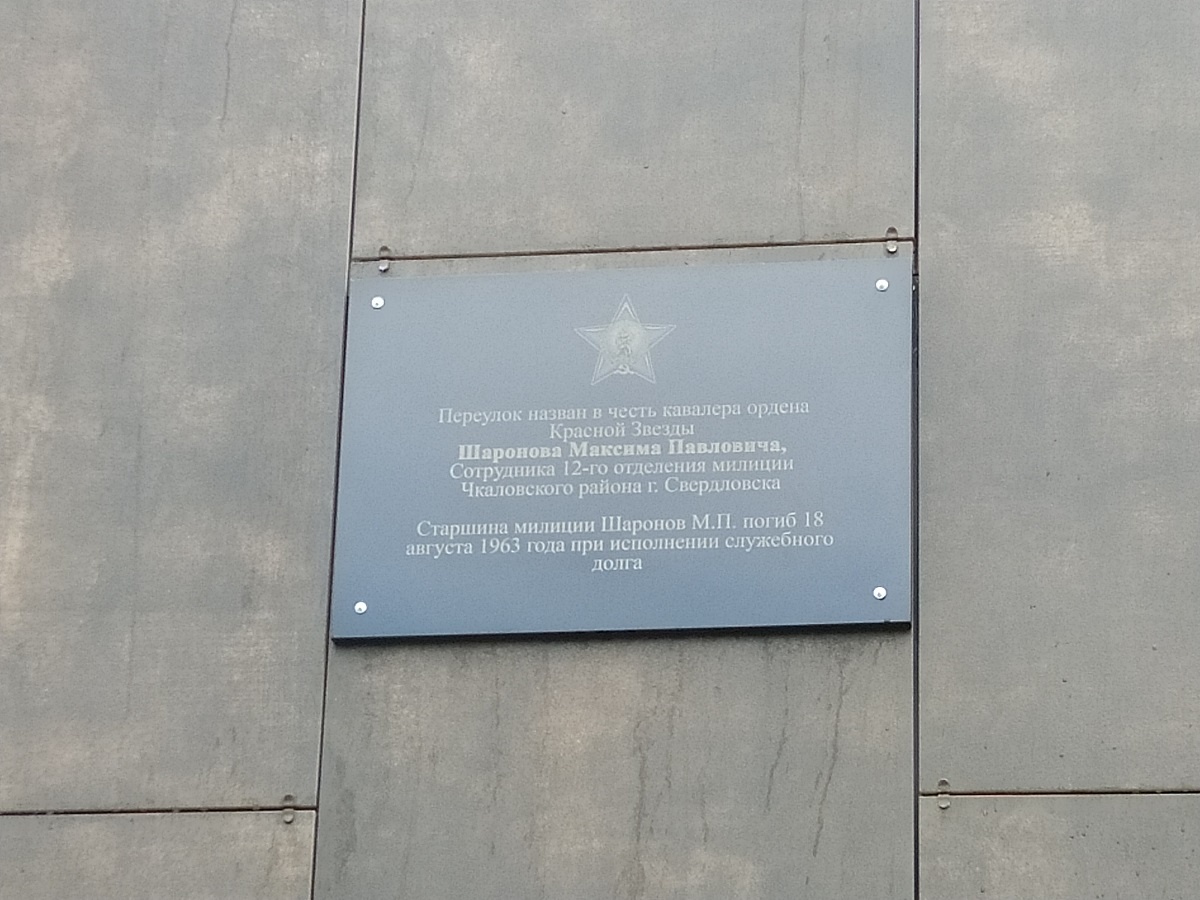 Переулок назван в честь кавалера ордена
Красной Звезды
Шаронова Максима Павловича,
Сотрудника 12-го отделения милиции
Чкаловского района г. Свердловска
Старшина милиции Шаронов М.П. погиб 18
августа 1963 года при исполнении служебного
долга